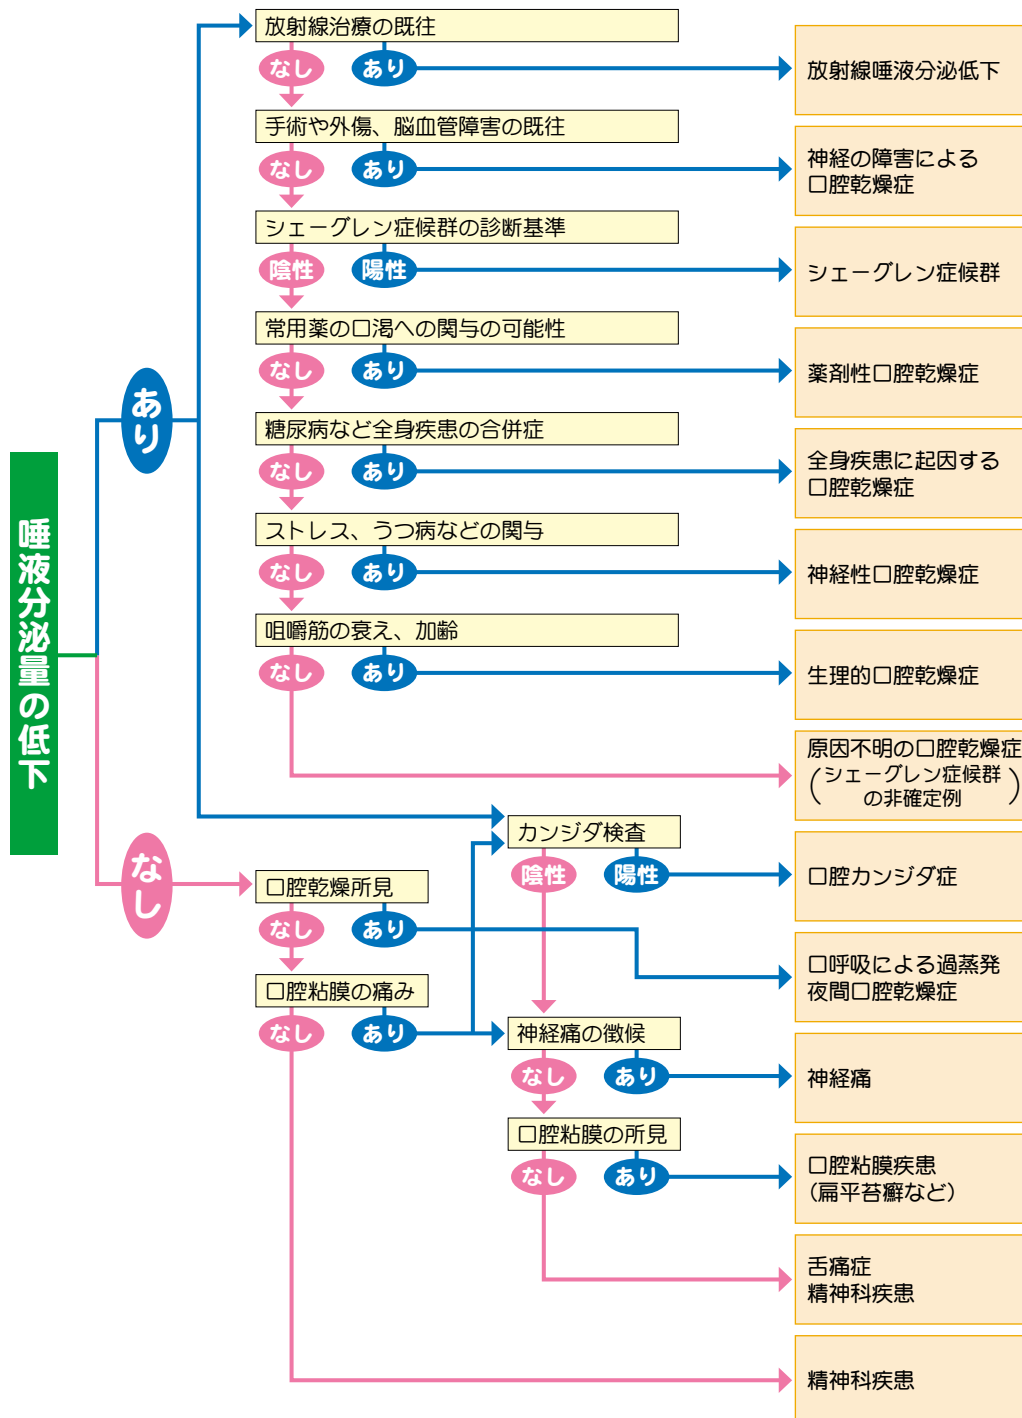 唾液分泌量の低下
あり
放射線治療の既往
なし
あり
放射線唾液分泌低下
手術や外傷、脳血管障害の既往
なし
あり
神経の障害による
口腔乾燥症
シェーグレン症候群の診断基準
陰性
陽性
シェーグレン症候群
常用薬の口渇への関与の可能性
なし
あり
薬剤性口腔乾燥症
糖尿病など全身疾患の合併症
なし
あり
全身疾患に起因する
口腔乾燥症
ストレス、うつ病などの関与
なし
あり
神経性口腔乾燥症
咀嚼筋の衰え、加齢
なし
あり
生理的口腔乾燥症
原因不明の口腔乾燥症
(シェーグレン症候群
の非確定例)
なし
カンジダ検査
陰性
陽性
口腔カンジダ症
口腔乾燥所見
なし
あり
口呼吸による過蒸発
夜間口腔乾燥症
口腔粘膜の痛み
なし
あり
神経痛の徴候
なし
あり
神経痛
口腔粘膜の所見
なし
あり
口腔粘膜疾患
(扁平苔癬など)
舌痛症
精神科疾患
精神科疾患